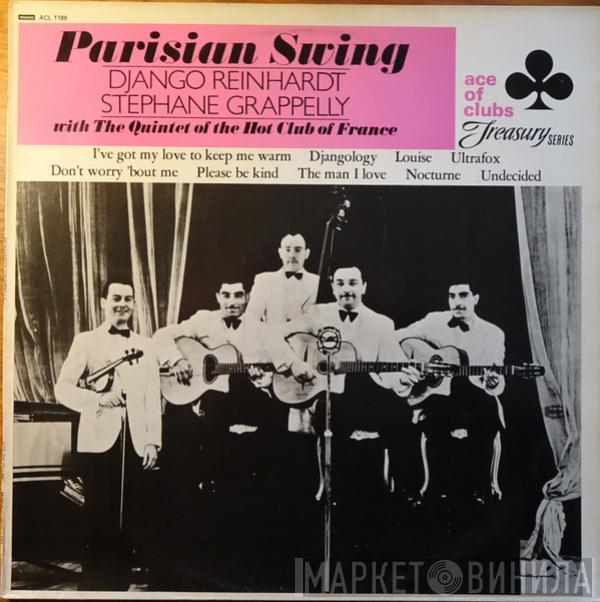 mono ACL 1189
Parisian Swing
DJANGO REINHARDT
STEPHANE GRAPPELLY
with The Quintet of the Hot Club of France
ace
of
clubs
Treasury SERIES
I've got my love to keep me warm Djangology Louise Ultrafox
Don't worry 'bout me Please be kind The man I love Nocturne Undecided
МАРКЕТ ВИНИЛА